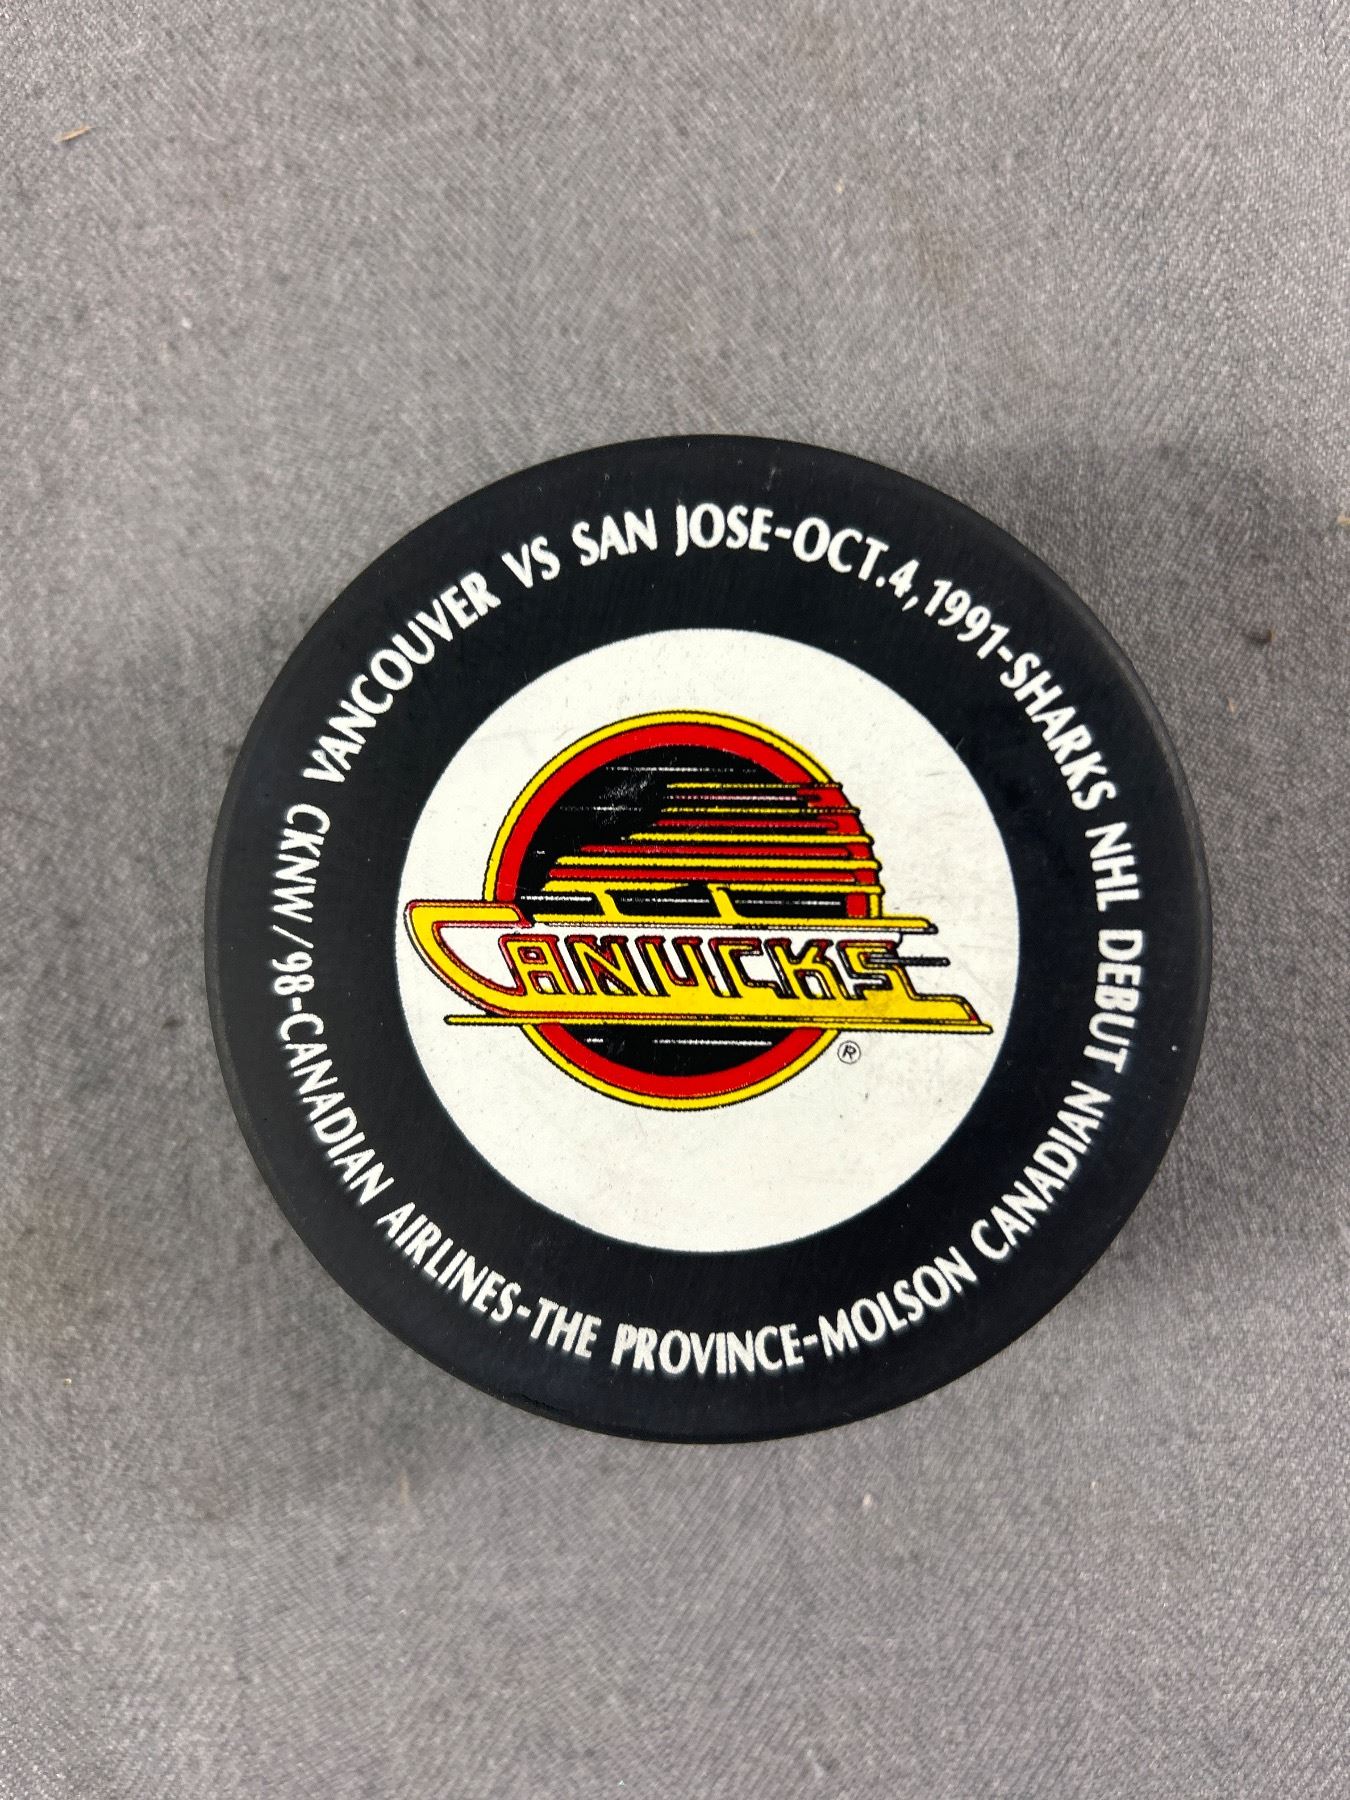 VANCOUVER VS SAN JOSE-OCT.4,1991-SHARKS NHL DEBUT
CKNW/98-CANADIAN AIRLINES-THE PROVINCE-MOLSON CANADIAN
CANUCKS
®